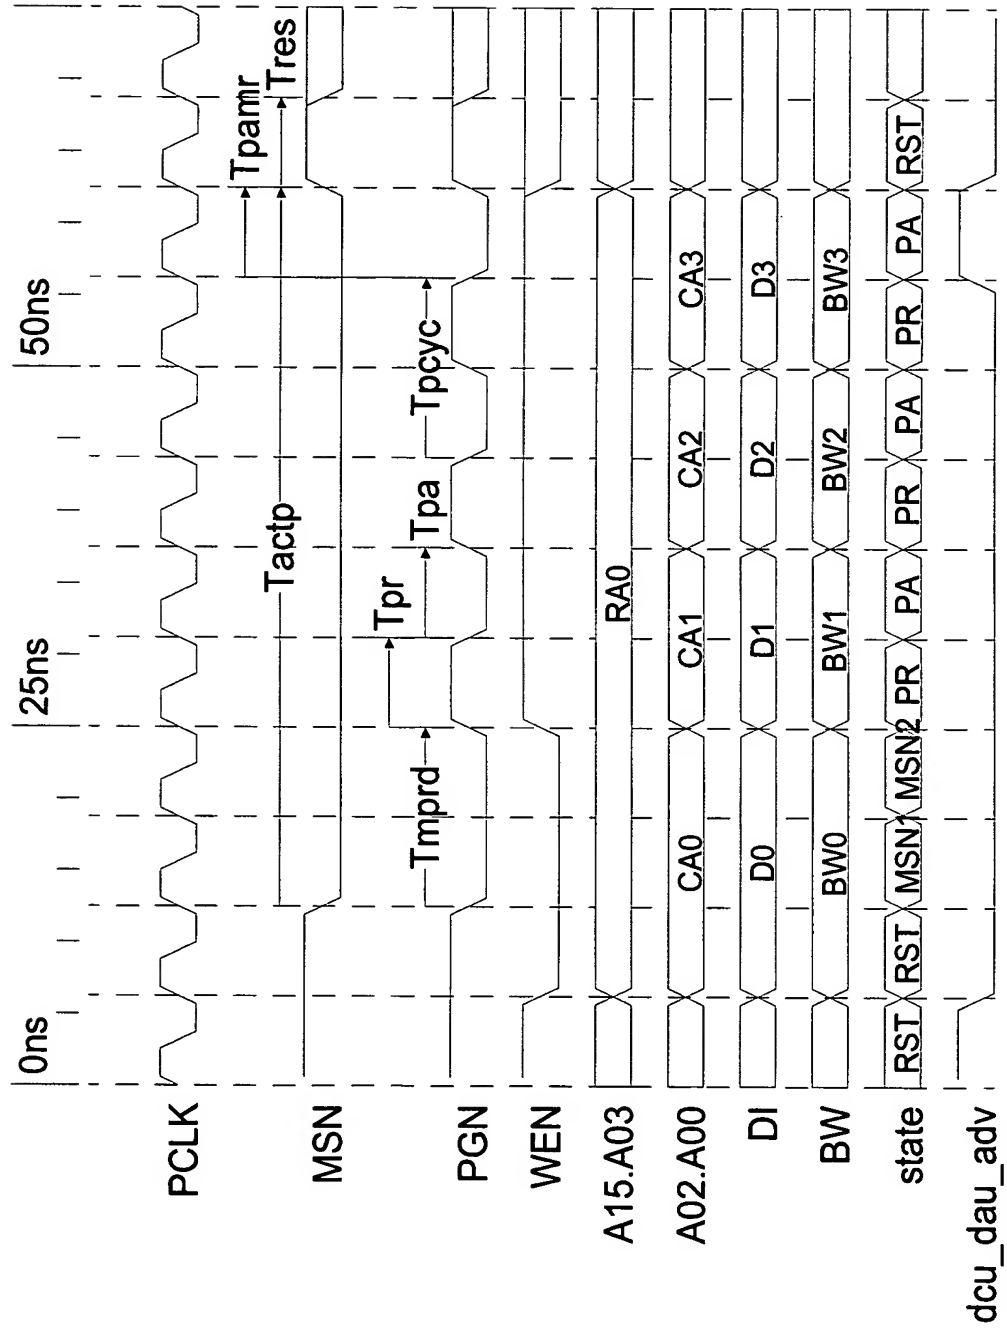 0ns 25ns 50ns
PCLK
Tpamr
MSN Tactp Tres
Tpr
PGN Tmprd Tpa Tpcyc
WEN
A15.A03 RA0
A02.A00 CA0 CA1 CA2 CA3
DI D0 D1 D2 D3
BW BW0 BW1 BW2 BW3
state RST RST MSN1 MSN2 PR PA PR PA PR PA RST
dcu_dau_adv